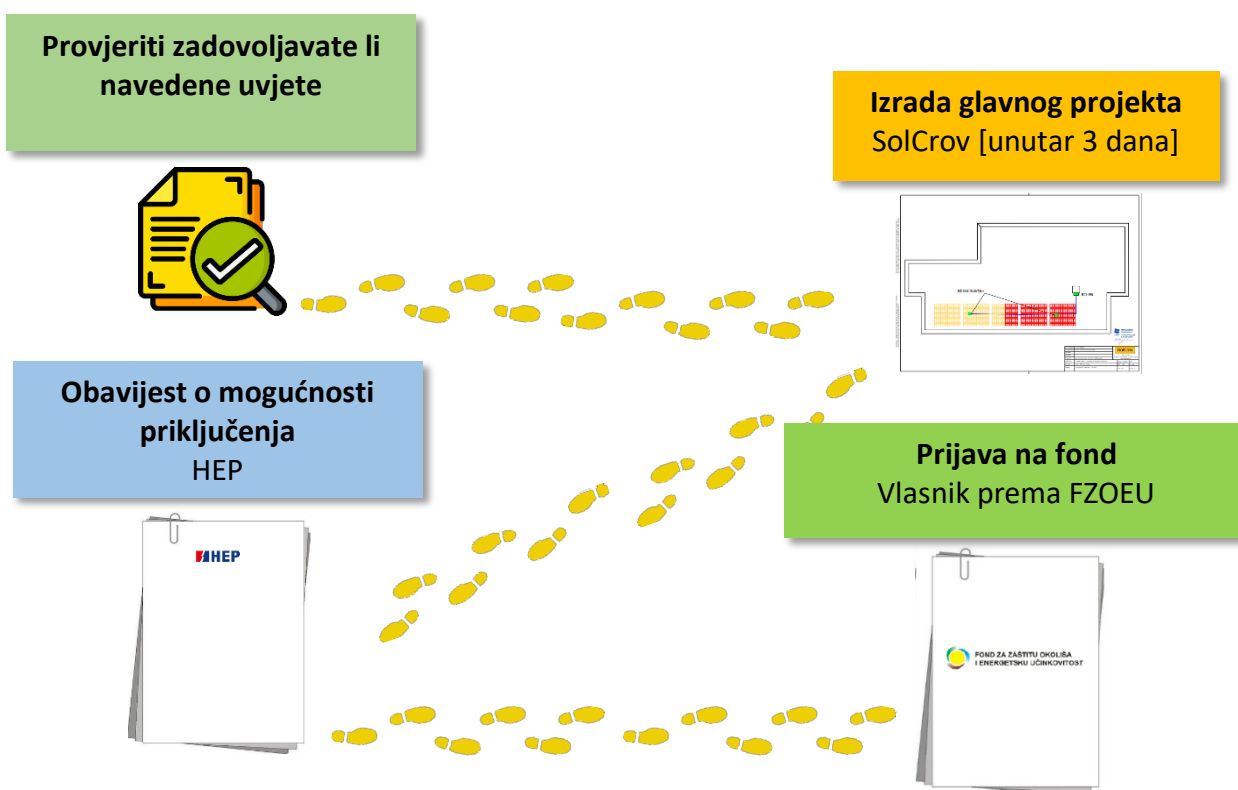 Provjeriti zadovoljavate li
navedene uvjete
Izrada glavnog projekta
SolCrov [unutar 3 dana]
Obavijest o mogućnosti
priključenja
HEP
Prijava na fond
Vlasnik prema FZOEU
HEP
FOND ZA ZAŠTITU OKOLIŠA
I ENERGETSKU UČINKOVITOST